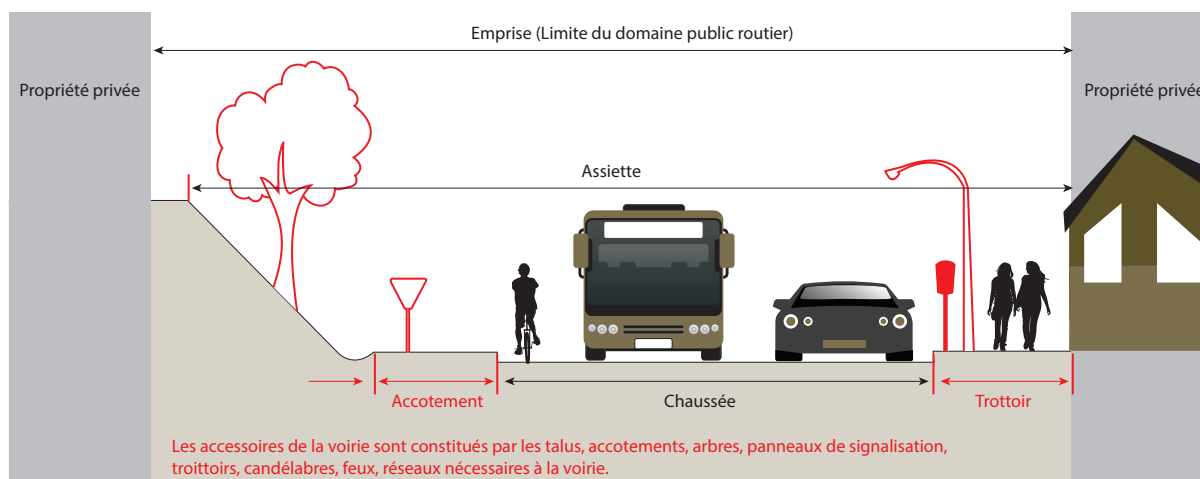 Emprise (Limite du domaine public routier)
Propriété privée
Propriété privée
Assiette
Accotement
Chaussée
Trottoir
Les accessoires de la voirie sont constitués par les talus, accotements, arbres, panneaux de signalisation,
troittoirs, candélabres, feux, réseaux nécessaires à la voirie.